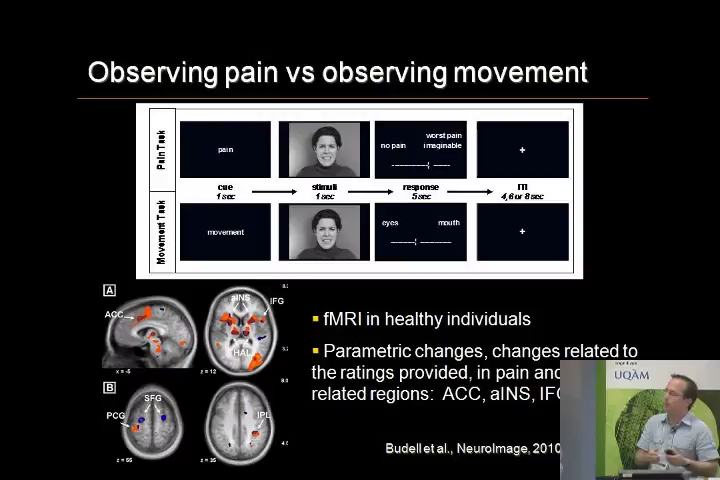 Observing pain vs observing movement
Pain Task
pain
no pain
worst pain
imaginable
+
cue
1 sec
stimuli
1 sec
response
5 sec
ITI
4,6 or 8 sec
Movement Task
movement
eyes
mouth
+
A
ACC
x = -5
aINS
IFG
HAL
z = 12
B
PCG
SFG
z = 55
IPL
z = 35
▪ fMRI in healthy individuals
▪ Parametric changes, changes related to
the ratings provided, in pain and
related regions: ACC, aINS, IFG
Budell et al., NeuroImage, 2010
UQÀM